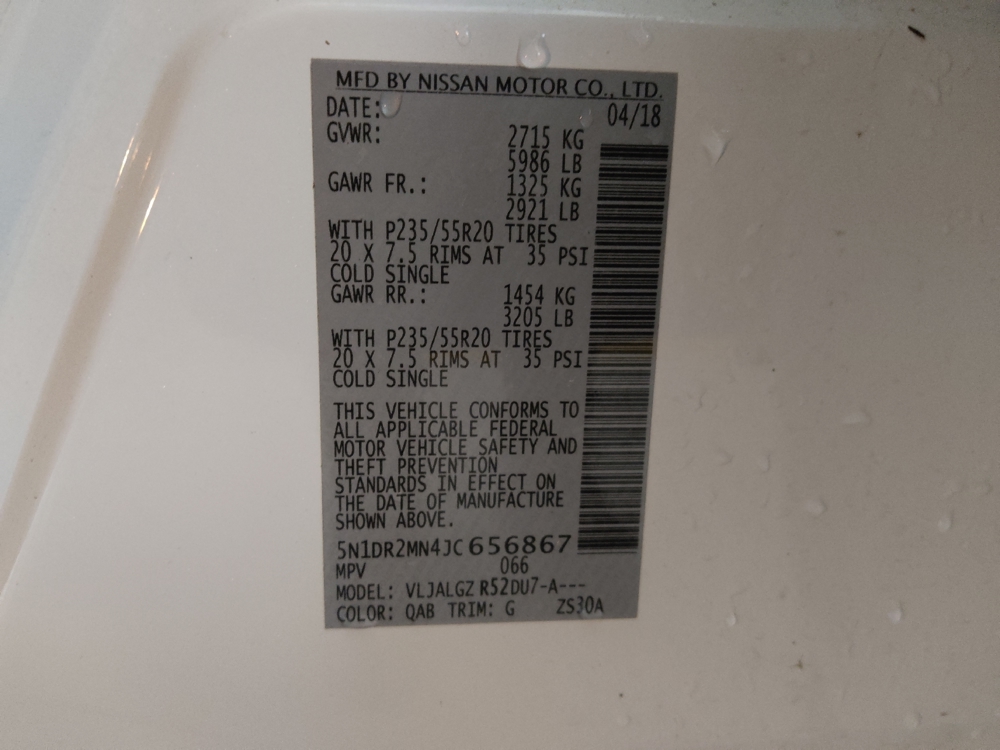 MFD BY NISSAN MOTOR CO., LTD.
DATE: 04/18
GVWR: 2715 KG
5986 LB
GAWR FR.: 1325 KG
2921 LB
WITH P235/55R20 TIRES
20 X 7.5 RIMS AT 35 PSI
COLD SINGLE
GAWR RR.: 1454 KG
3205 LB
WITH P235/55R20 TIRES
20 X 7.5 RIMS AT 35 PSI
COLD SINGLE
THIS VEHICLE CONFORMS TO
ALL APPLICABLE FEDERAL
MOTOR VEHICLE SAFETY AND
THEFT PREVENTION
STANDARDS IN EFFECT ON
THE DATE OF MANUFACTURE
SHOWN ABOVE.
5N1DR2MN4JC656867
MPV 066
MODEL: VLJALGZ R52DU7-A---
COLOR: QAB TRIM: G ZS30A